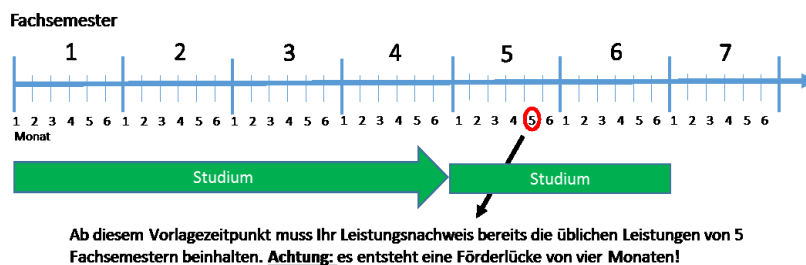 Fachsemester
1 2 3 4 5 6 7
1 2 3 4 5 6 1 2 3 4 5 6 1 2 3 4 5 6 1 2 3 4 5 6 1 2 3 4 5 6 1 2 3 4 5 6 1 2 3 4 5 6
Monat
Studium Studium
Ab diesem Vorlagezeitpunkt muss Ihr Leistungsnachweis bereits die üblichen Leistungen von 5
Fachsemestern beinhalten. Achtung: es entsteht eine Förderlücke von vier Monaten!